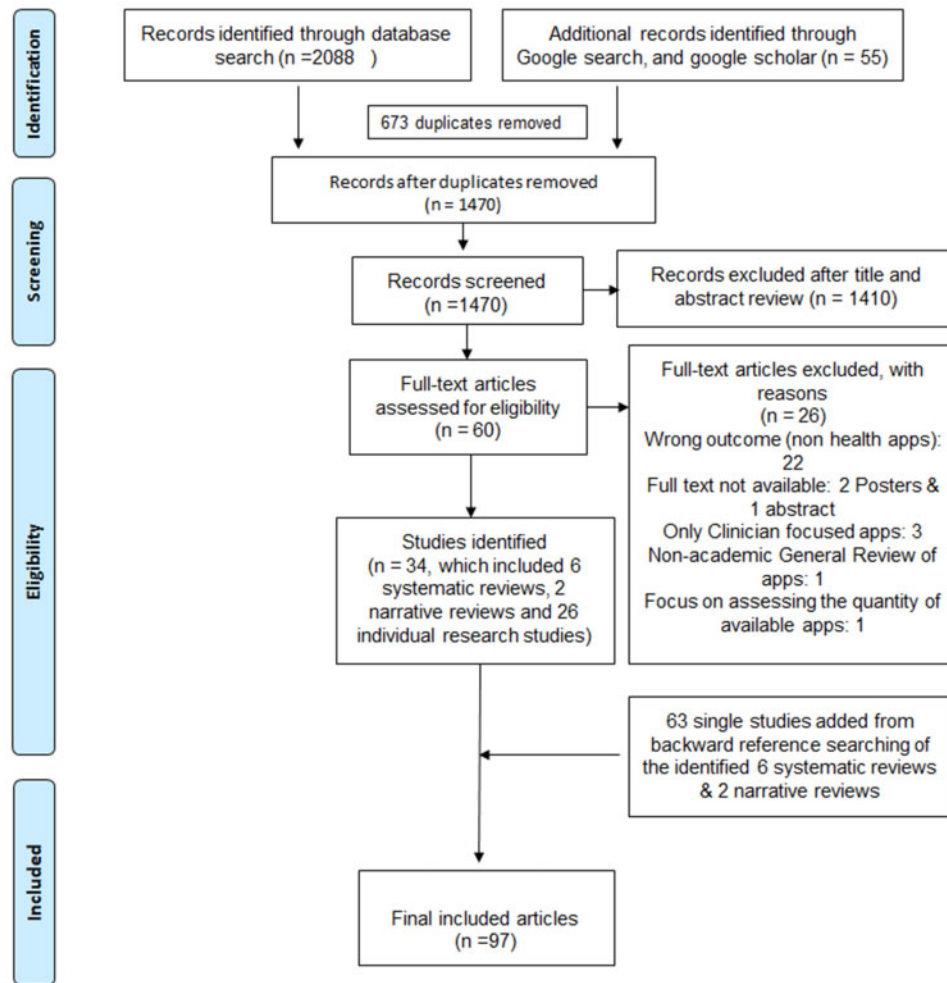 Identification
Records identified through database
search (n =2088 )
Additional records identified through
Google search, and google scholar (n = 55)
673 duplicates removed
Records after duplicates removed
(n = 1470)
Screening
Records screened
(n =1470)
Records excluded after title and
abstract review (n = 1410)
Eligibility
Full-text articles
assessed for eligibility
(n = 60)
Full-text articles excluded, with
reasons
(n = 26)
Wrong outcome (non health apps):
22
Full text not available: 2 Posters &
1 abstract
Only Clinician focused apps: 3
Non-academic General Review of
apps: 1
Focus on assessing the quantity of
available apps: 1
Studies identified
(n = 34, which included 6
systematic reviews, 2
narrative reviews and 26
individual research studies)
63 single studies added from
backward reference searching of
the identified 6 systematic reviews
& 2 narrative reviews
Included
Final included articles
(n =97)